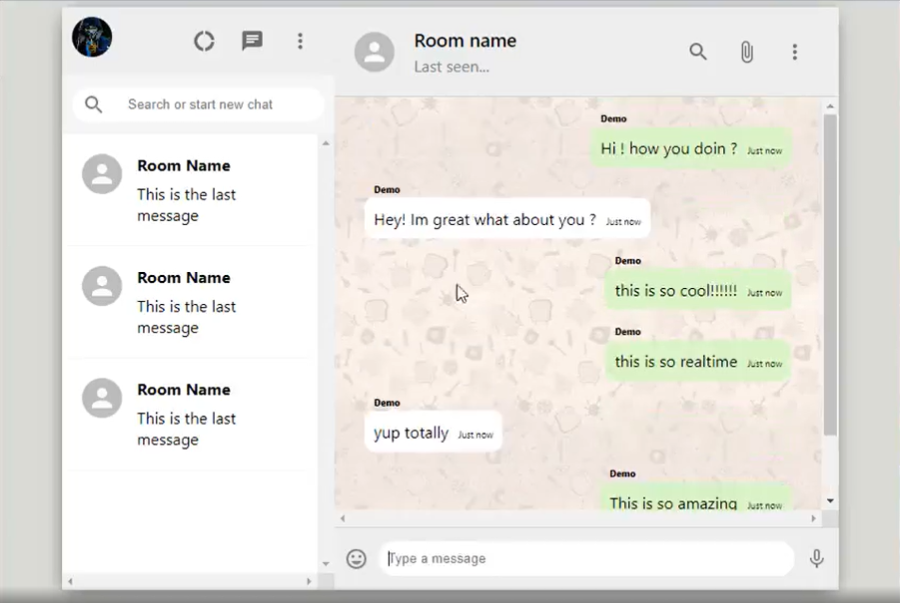 Room name
Last seen...
Search or start new chat
Room Name
This is the last
message
Room Name
This is the last
message
Room Name
This is the last
message
Demo
Hi ! how you doin ? Just now
Demo
Hey! Im great what about you ? Just now
Demo
this is so cool!!!!!! Just now
Demo
this is so realtime Just now
Demo
yup totally Just now
Demo
This is so amazing Just now
Type a message